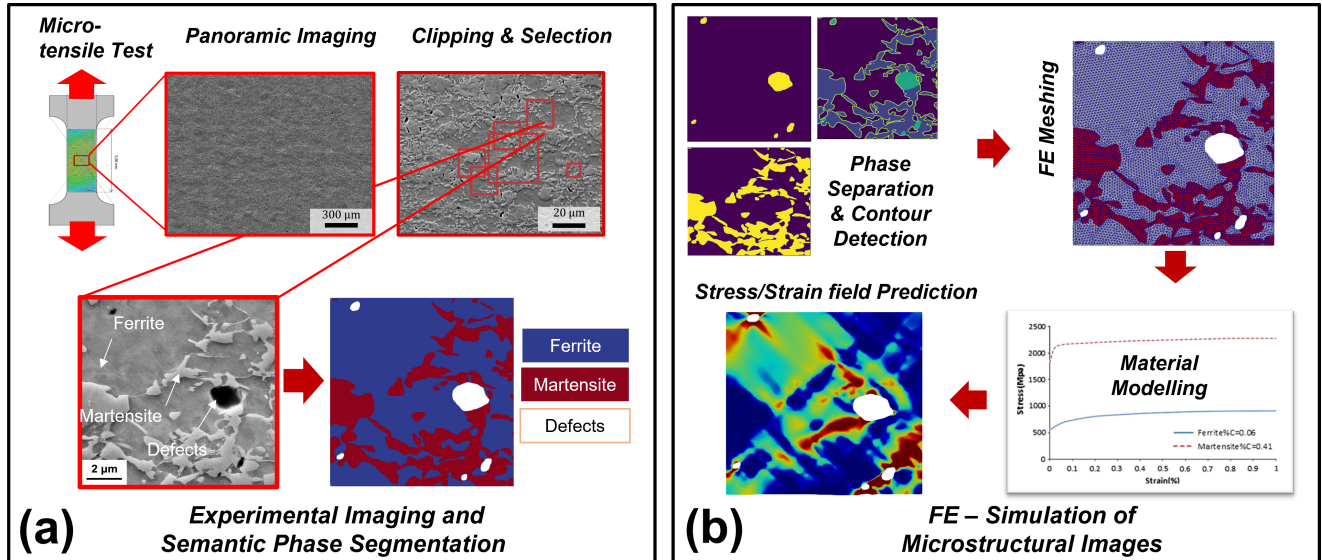 Micro-
tensile Test
Panoramic Imaging
Clipping & Selection
300 μm
20 μm
Ferrite
Martensite
Defects
2 μm
Ferrite
Martensite
Defects
(a)
Experimental Imaging and
Semantic Phase Segmentation
Phase
Separation
& Contour
Detection
FE Meshing
Stress/Strain field Prediction
Material
Modelling
Stress(Mpa)
2500
2000
1500
1000
500
0
0 0.1 0.2 0.3 0.4 0.5 0.6 0.7 0.8 0.9 1
Strain(%)
Ferrite%C=0.06
Martensite%C=0.41
(b)
FE – Simulation of
Microstructural Images